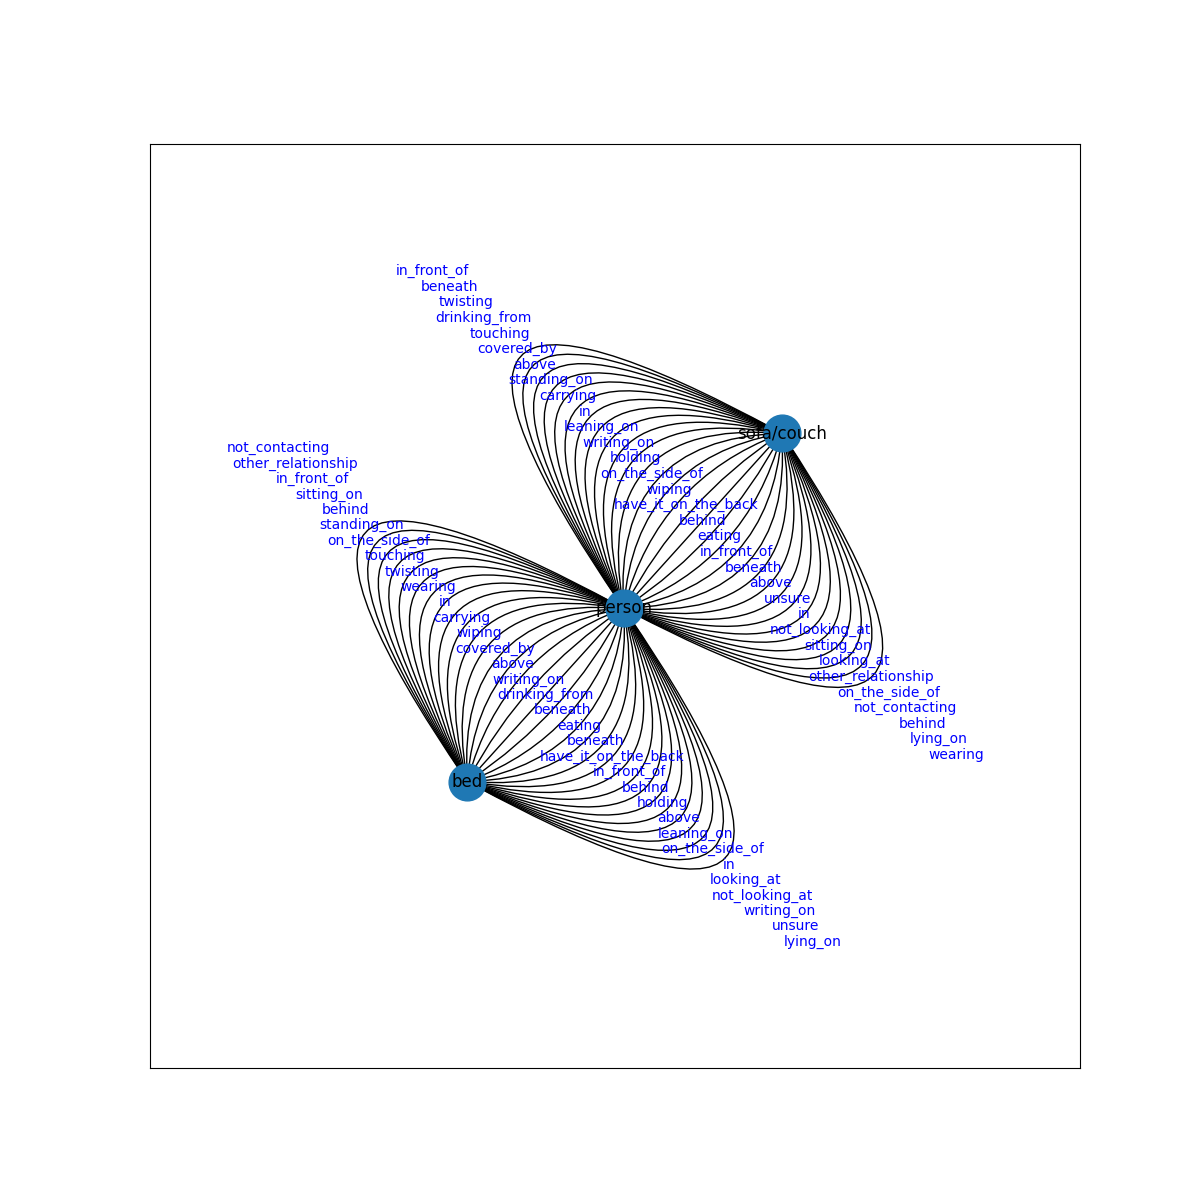 in_front_of
beneath
twisting
drinking_from
touching
covered_by
above
standing_on
carrying
in
leaning_on
writing_on
holding
on_the_side_of
wiping
have_it_on_the_back
behind
eating
in_front_of
beneath
above
unsure
in
not_looking_at
sitting_on
looking_at
other_relationship
on_the_side_of
not_contacting
behind
lying_on
wearing
sofa/couch
person
not_contacting
other_relationship
in_front_of
sitting_on
behind
standing_on
on_the_side_of
touching
twisting
wearing
in
carrying
wiping
covered_by
above
writing_on
drinking_from
beneath
eating
beneath
have_it_on_the_back
in_front_of
behind
holding
above
leaning_on
on_the_side_of
in
looking_at
not_looking_at
writing_on
unsure
lying_on
bed